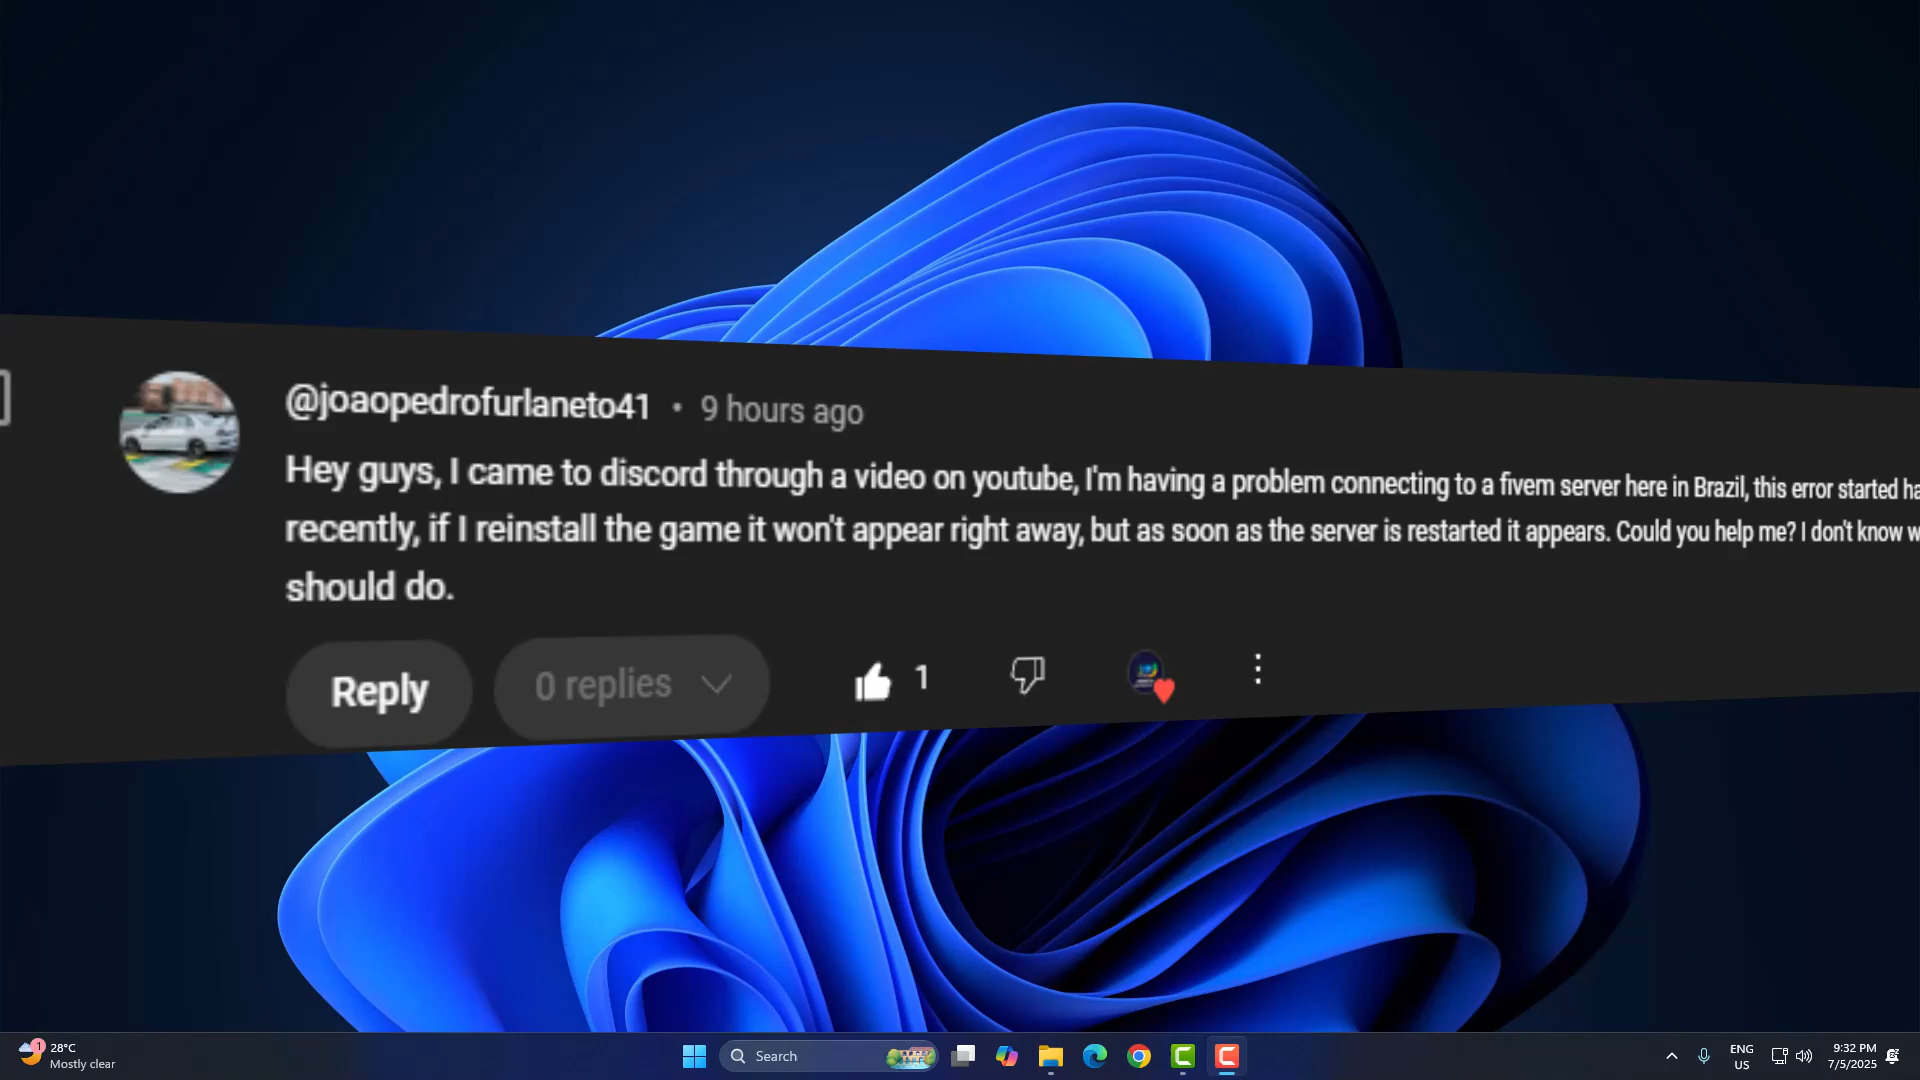 @joaopedrofurlaneto41 • 9 hours ago
Hey guys, I came to discord through a video on youtube, I'm having a problem connecting to a fivem server here in Brazil, this error started
recently, if I reinstall the game it won't appear right away, but as soon as the server is restarted it appears. Could you help me? I don't know
should do.
Reply
0 replies
1
1
28°C
Mostly clear
Search
ENG
US
9:32 PM
7/5/2025